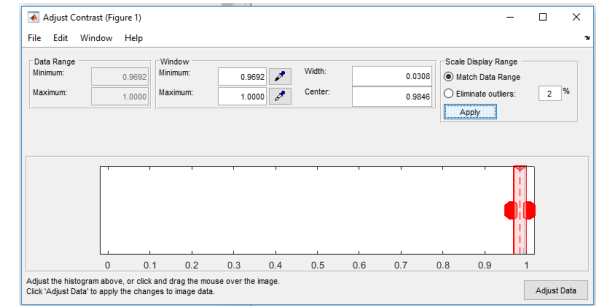 Adjust Contrast (Figure 1)
File Edit Window Help
Data Range
Minimum: 0.9692
Maximum: 1.0000
Window
Minimum: 0.9692
Maximum: 1.0000
Width: 0.0308
Center: 0.9846
Scale Display Range
Match Data Range
Eliminate outliers: 2 %
Apply
0 0.1 0.2 0.3 0.4 0.5 0.6 0.7 0.8 0.9 1
Adjust the histogram above, or click and drag the mouse over the image.
Click 'Adjust Data' to apply the changes to image data.
Adjust Data